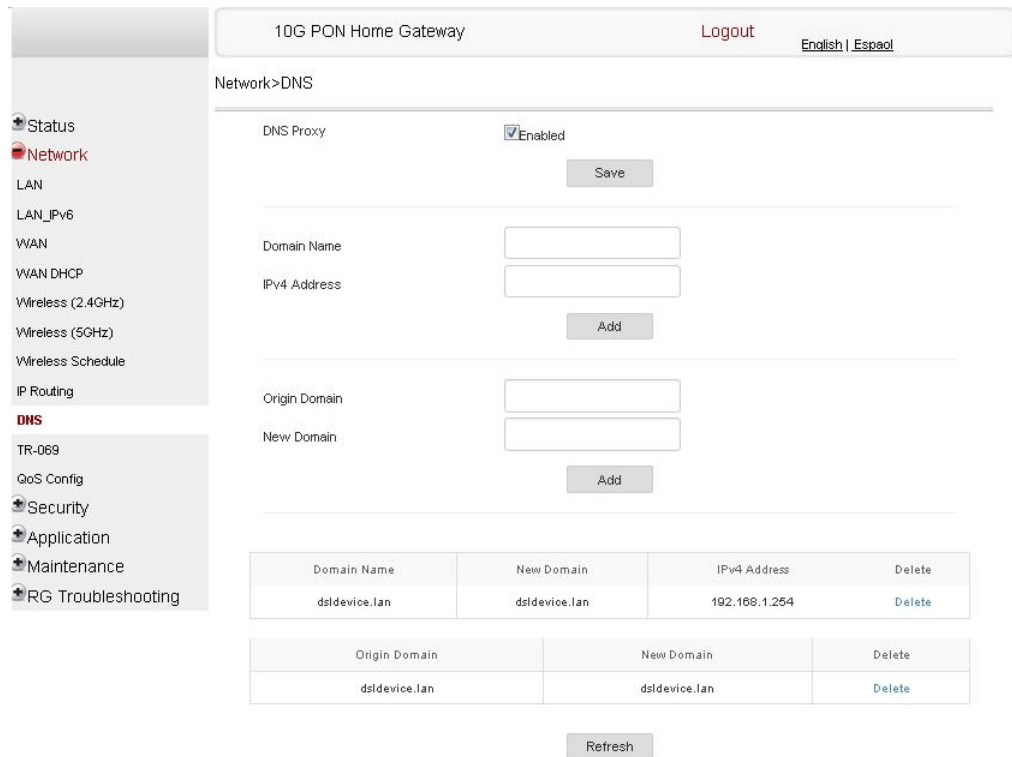 10G PON Home Gateway
Logout
English | Espaol
Network>DNS
Status
Network
LAN
LAN_IPv6
WAN
WAN DHCP
Wireless (2.4GHz)
Wireless (5GHz)
Wireless Schedule
IP Routing
DNS
TR-069
QoS Config
Security
Application
Maintenance
RG Troubleshooting
DNS Proxy Enabled
Save
Domain Name
IPv4 Address
Add
Origin Domain
New Domain
Add
Domain Name New Domain IPv4 Address Delete
dsldevice.lan dsldevice.lan 192.168.1.254 Delete
Origin Domain New Domain Delete
dsldevice.lan dsldevice.lan Delete
Refresh